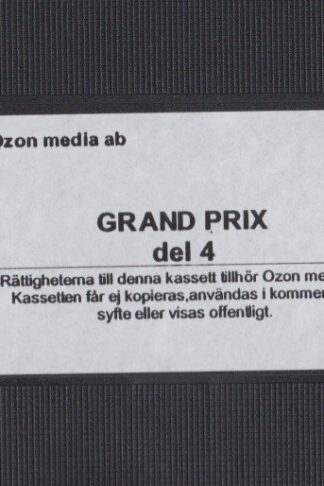 Ozon media ab
GRAND PRIX
del 4
Rättigheterna till denna kassett tillhör Ozon me
Kassetten får ej kopieras,användas i kommer
syfte eller visas offentligt.